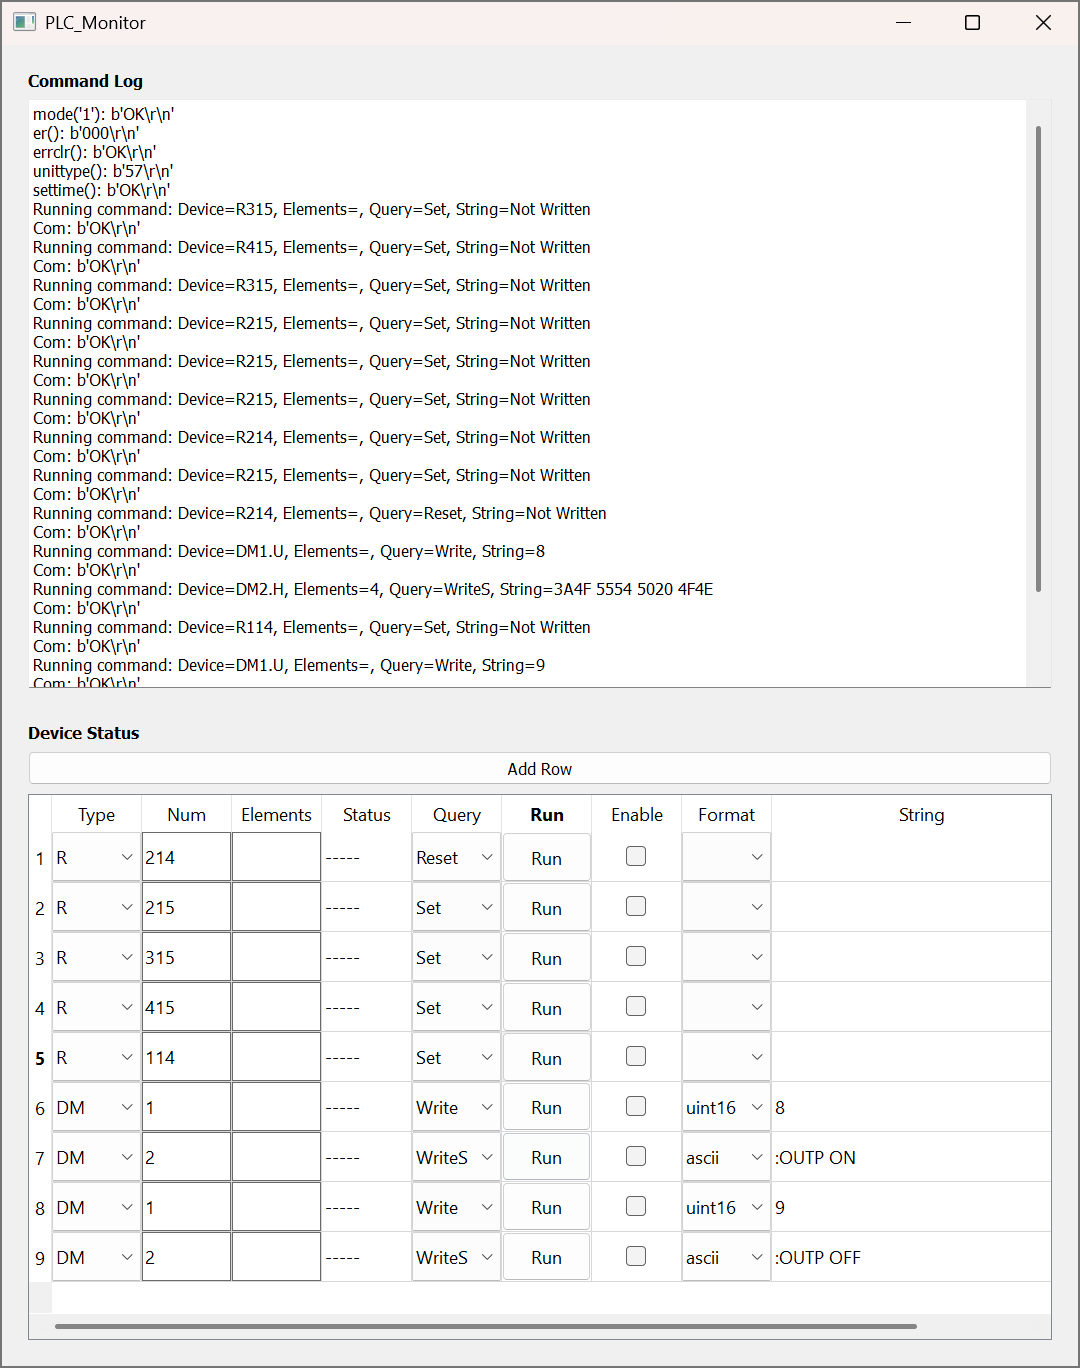 PLC_Monitor
Command Log
mode('1'): b'OK\r\n'
er(): b'000\r\n'
errclr(): b'OK\r\n'
unittype(): b'57\r\n'
settime(): b'OK\r\n'
Running command: Device=R315, Elements=, Query=Set, String=Not Written
Com: b'OK\r\n'
Running command: Device=R415, Elements=, Query=Set, String=Not Written
Com: b'OK\r\n'
Running command: Device=R315, Elements=, Query=Set, String=Not Written
Com: b'OK\r\n'
Running command: Device=R215, Elements=, Query=Set, String=Not Written
Com: b'OK\r\n'
Running command: Device=R215, Elements=, Query=Set, String=Not Written
Com: b'OK\r\n'
Running command: Device=R215, Elements=, Query=Set, String=Not Written
Com: b'OK\r\n'
Running command: Device=R214, Elements=, Query=Set, String=Not Written
Com: b'OK\r\n'
Running command: Device=R215, Elements=, Query=Set, String=Not Written
Com: b'OK\r\n'
Running command: Device=R214, Elements=, Query=Reset, String=Not Written
Com: b'OK\r\n'
Running command: Device=DM1.U, Elements=, Query=Write, String=8
Com: b'OK\r\n'
Running command: Device=DM2.H, Elements=4, Query=WriteS, String=3A4F 5554 5020 4F4E
Com: b'OK\r\n'
Running command: Device=R114, Elements=, Query=Set, String=Not Written
Com: b'OK\r\n'
Running command: Device=DM1.U, Elements=, Query=Write, String=9
Com: b'OK\r\n'
Device Status
Add Row
Type Num Elements Status Query Run Enable Format String
1 R 214 ----- Reset Run
2 R 215 ----- Set Run
3 R 315 ----- Set Run
4 R 415 ----- Set Run
5 R 114 ----- Set Run
6 DM 1 ----- Write Run uint16 8
7 DM 2 ----- WriteS Run ascii :OUTP ON
8 DM 1 ----- Write Run uint16 9
9 DM 2 ----- WriteS Run ascii :OUTP OFF